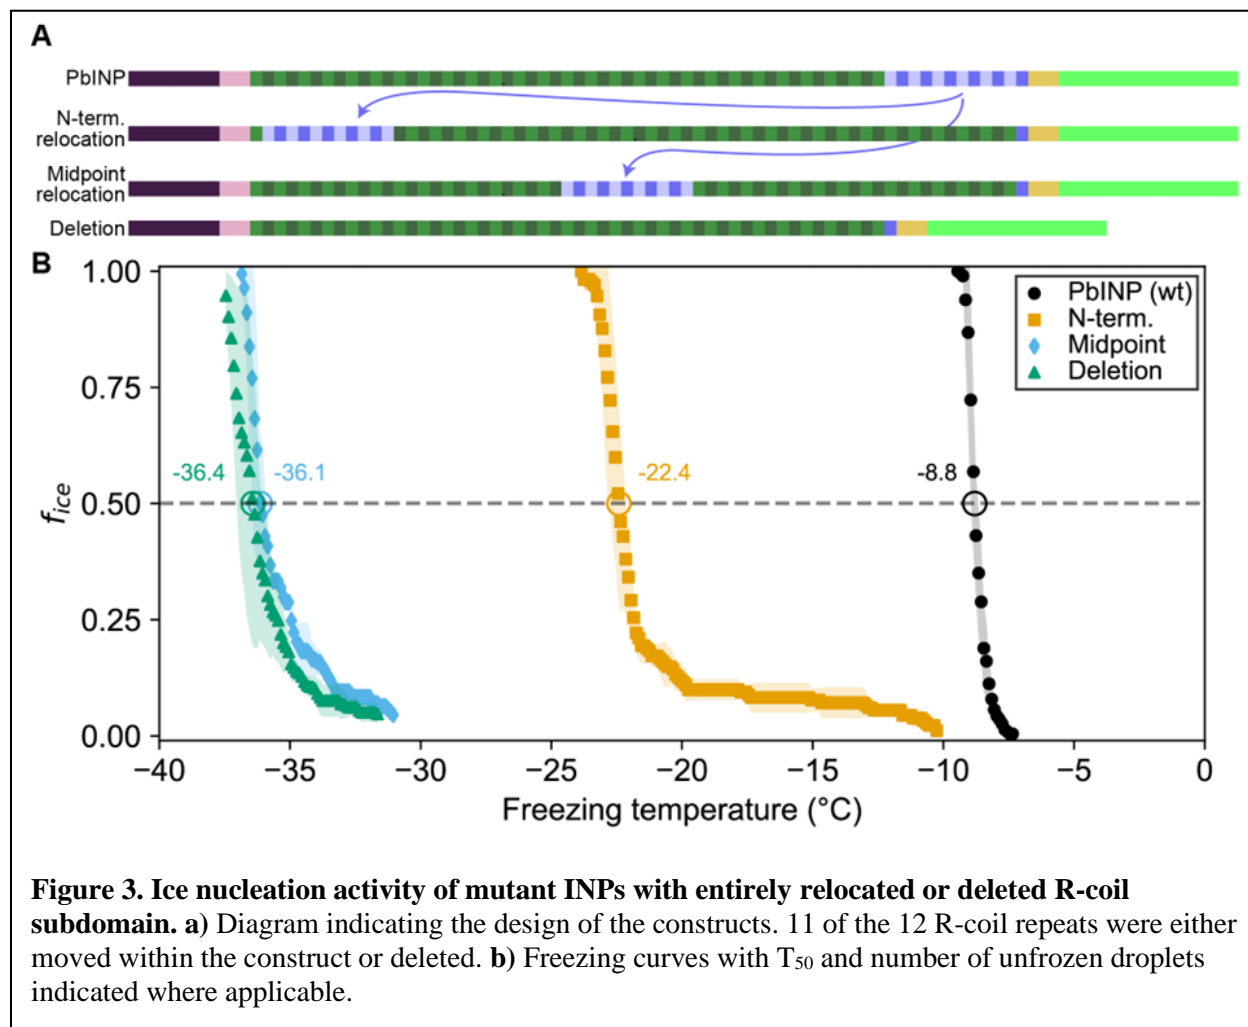 A
PbINP
N-term.
relocation
Midpoint
relocation
Deletion
B
1.00
0.75
0.50
0.25
0.00
f_ice
PbINP (wt)
N-term.
Midpoint
Deletion
-36.4
-36.1
-22.4
-8.8
−40
−35
−30
−25
−20
−15
−10
−5
0
Freezing temperature (°C)
Figure 3. Ice nucleation activity of mutant INPs with entirely relocated or deleted R-coil
subdomain. a) Diagram indicating the design of the constructs. 11 of the 12 R-coil repeats were either
moved within the construct or deleted. b) Freezing curves with T₅₀ and number of unfrozen droplets
indicated where applicable.